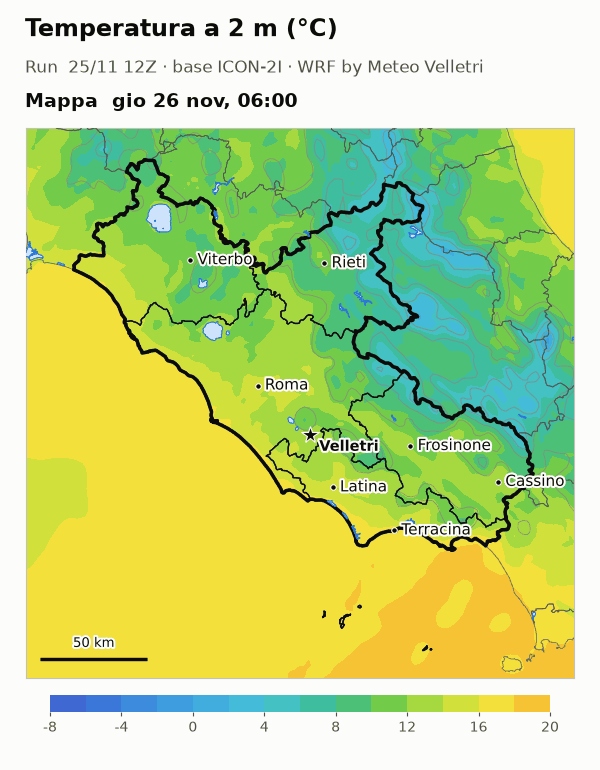 Temperatura a 2 m (°C)
Run  25/11 12Z · base ICON-2I · WRF by Meteo Velletri
Mappa  gio 26 nov, 06:00
Viterbo
Rieti
Roma
Velletri
Frosinone
Cassino
Latina
Terracina
50 km
-8 -4 0 4 8 12 16 20